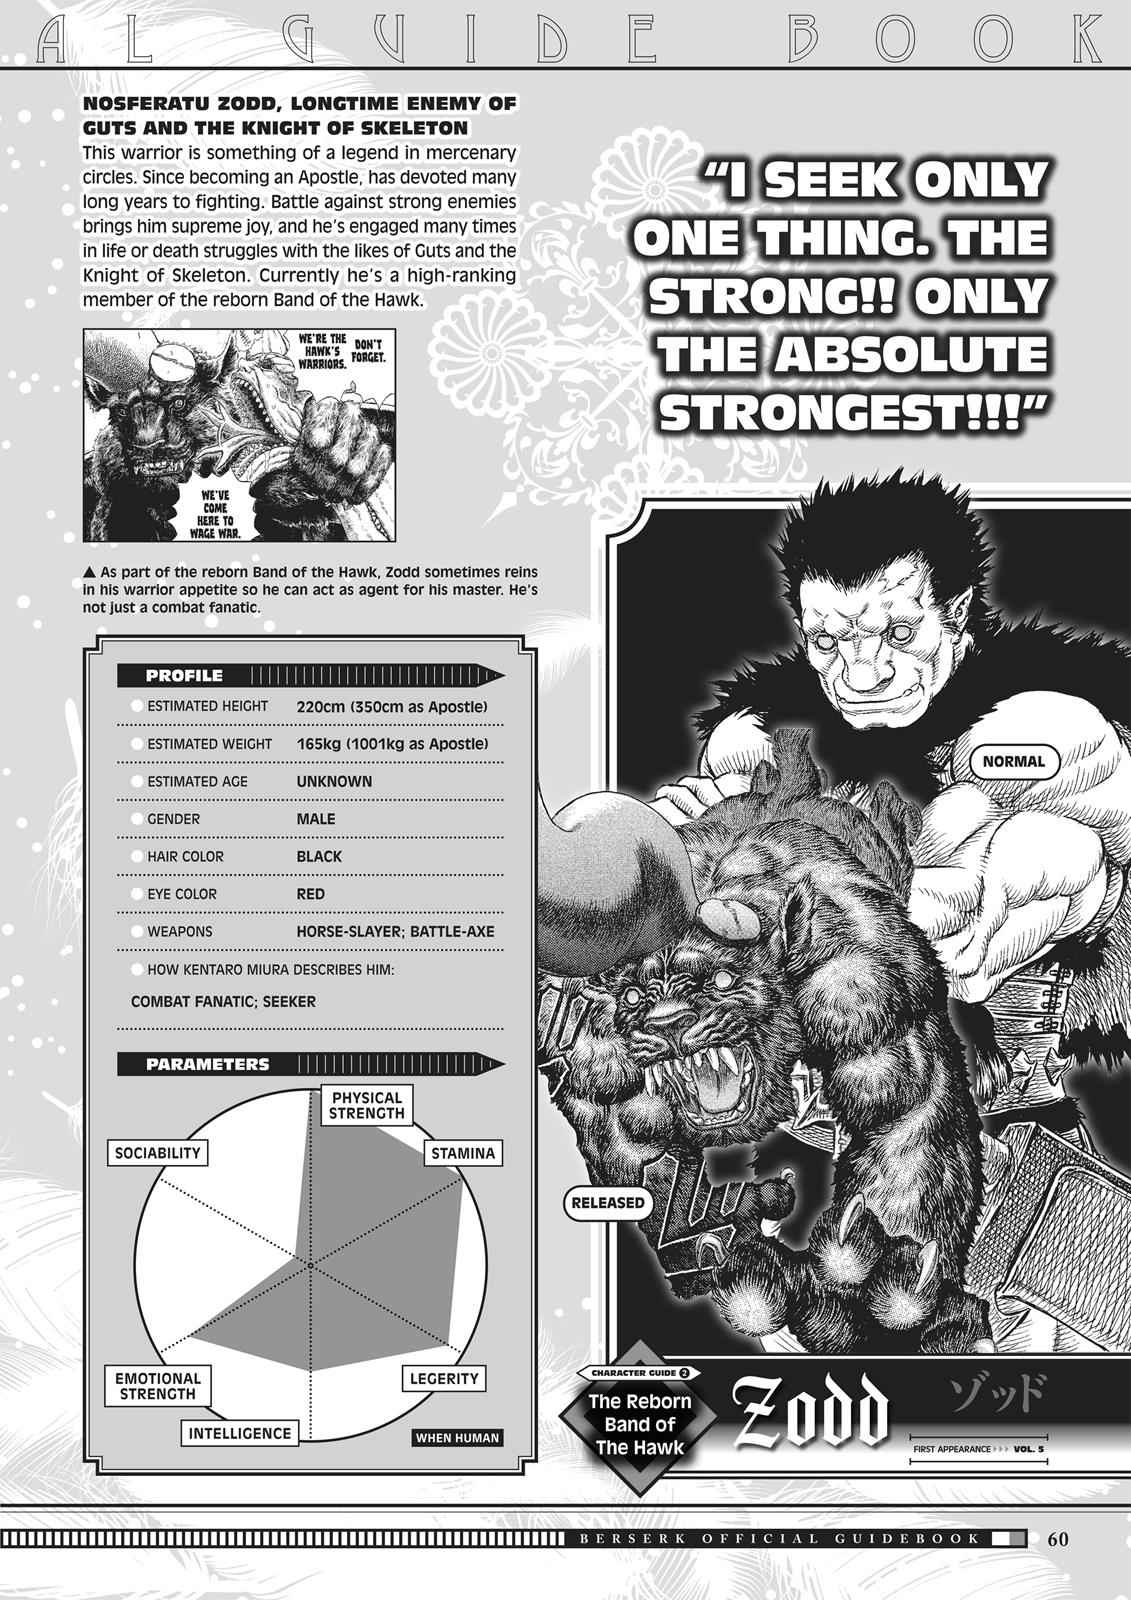 AL GUIDE BOOK
NOSFERATU ZODD, LONGTIME ENEMY OF
GUTS AND THE KNIGHT OF SKELETON
This warrior is something of a legend in mercenary
circles. Since becoming an Apostle, has devoted many
long years to fighting. Battle against strong enemies
brings him supreme joy, and he's engaged many times
in life or death struggles with the likes of Guts and the
Knight of Skeleton. Currently he's a high-ranking
member of the reborn Band of the Hawk.
WE'RE THE
HAWK'S
WARRIORS.
DON'T
FORGET.
WE'VE
COME
HERE TO
WAGE WAR.
▲ As part of the reborn Band of the Hawk, Zodd sometimes reins
in his warrior appetite so he can act as agent for his master. He's
not just a combat fanatic.
"I SEEK ONLY
ONE THING. THE
STRONG!! ONLY
THE ABSOLUTE
STRONGEST!!!"
PROFILE
ESTIMATED HEIGHT 220cm (350cm as Apostle)
ESTIMATED WEIGHT 165kg (1001kg as Apostle)
ESTIMATED AGE UNKNOWN
GENDER MALE
HAIR COLOR BLACK
EYE COLOR RED
WEAPONS HORSE-SLAYER; BATTLE-AXE
HOW KENTARO MIURA DESCRIBES HIM:
COMBAT FANATIC; SEEKER
PARAMETERS
PHYSICAL
STRENGTH
SOCIABILITY
STAMINA
EMOTIONAL
STRENGTH
LEGERITY
INTELLIGENCE
WHEN HUMAN
NORMAL
RELEASED
CHARACTER GUIDE 2
The Reborn
Band of
The Hawk
Zodd
ゾッド
FIRST APPEARANCE VOL. 5
BERSERK OFFICIAL GUIDEBOOK
60